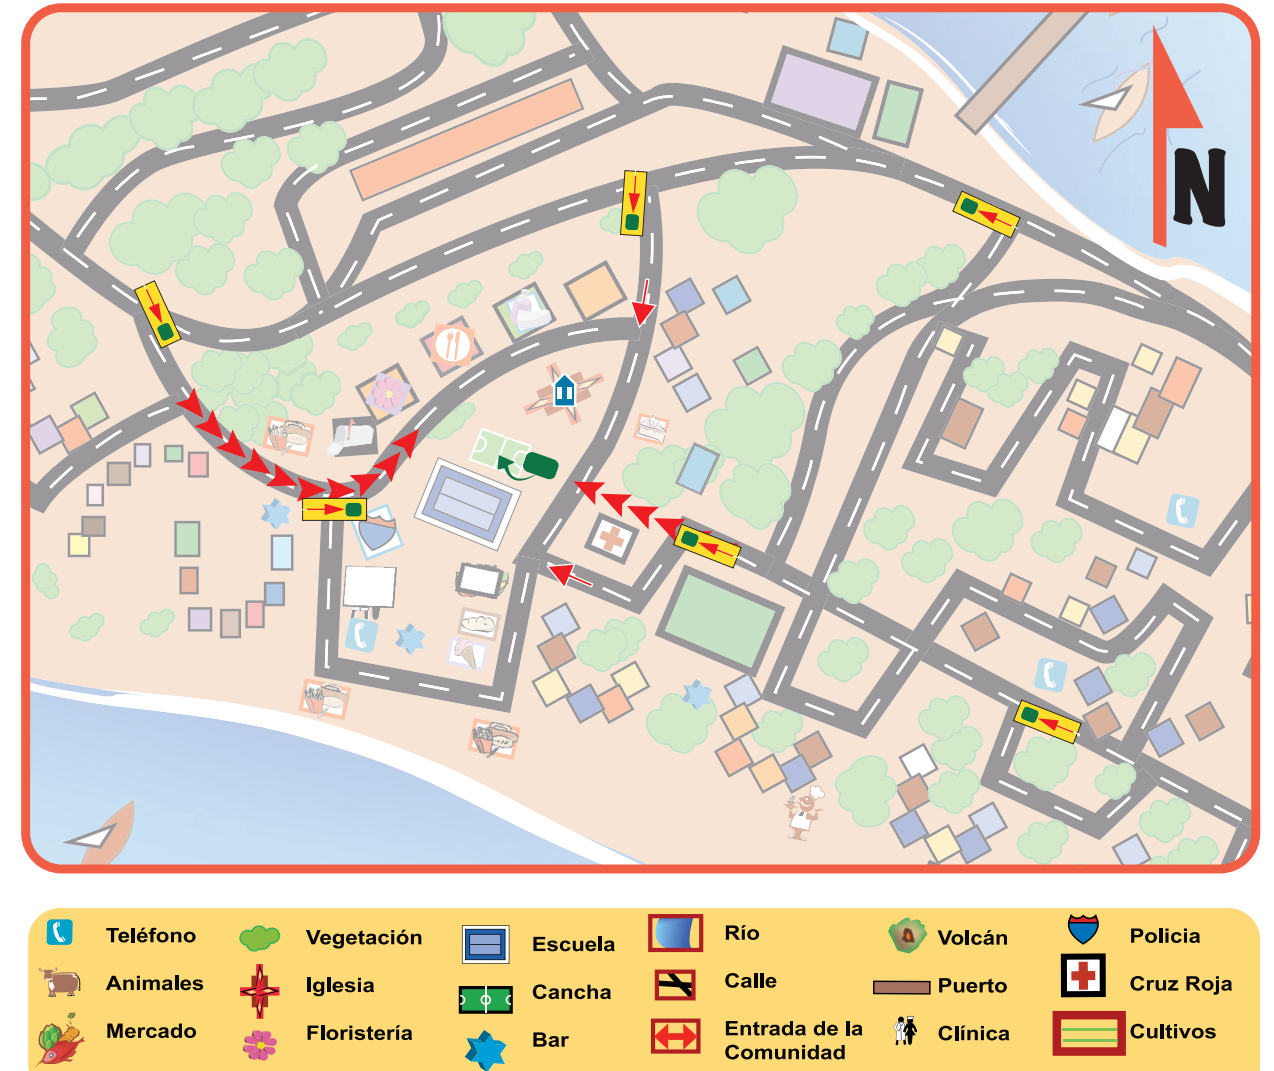 N
Teléfono
Vegetación
Escuela
Río
Volcán
Policia
Animales
Iglesia
Cancha
Calle
Puerto
Cruz Roja
Mercado
Floristería
Bar
Entrada de la
Comunidad
Clínica
Cultivos